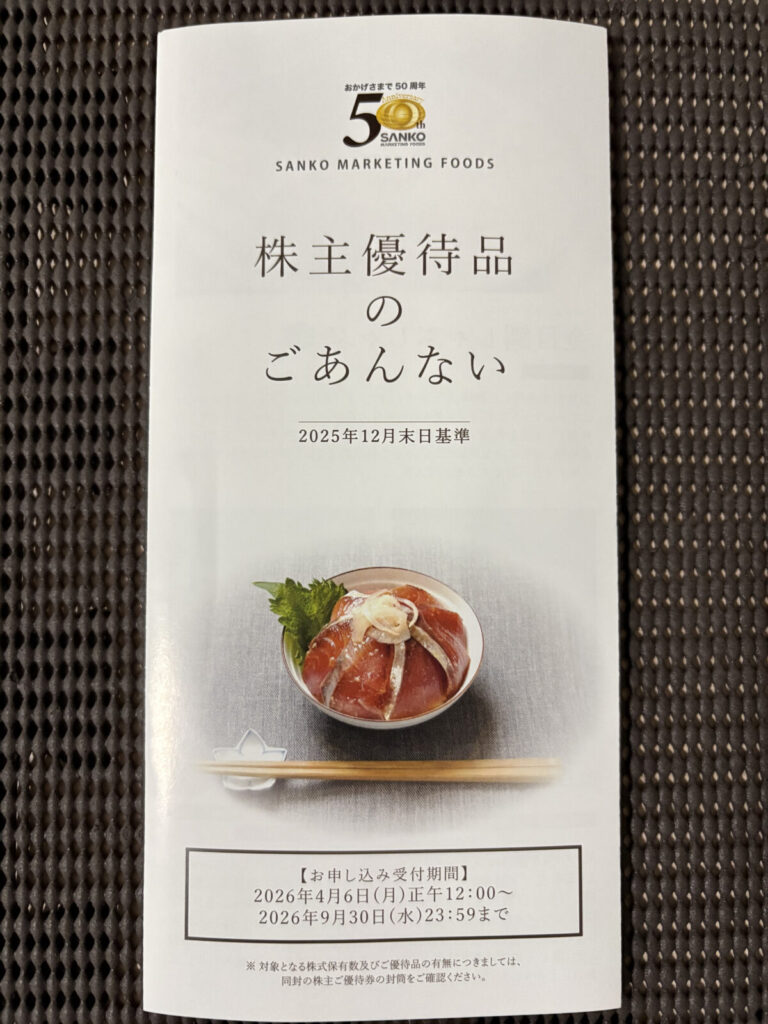 おかげさまで50周年
50th
Anniversary
SANKO
MARKETING FOODS
SANKO MARKETING FOODS
株主優待品
の
ごあんない
2025年12月末日基準
【お申し込み受付期間】
2026年4月6日(月)正午12:00～
2026年9月30日(水)23:59まで
※ 対象となる株式保有数及びご優待品の有無につきましては、
同封の株主ご優待券の封筒をご確認ください。